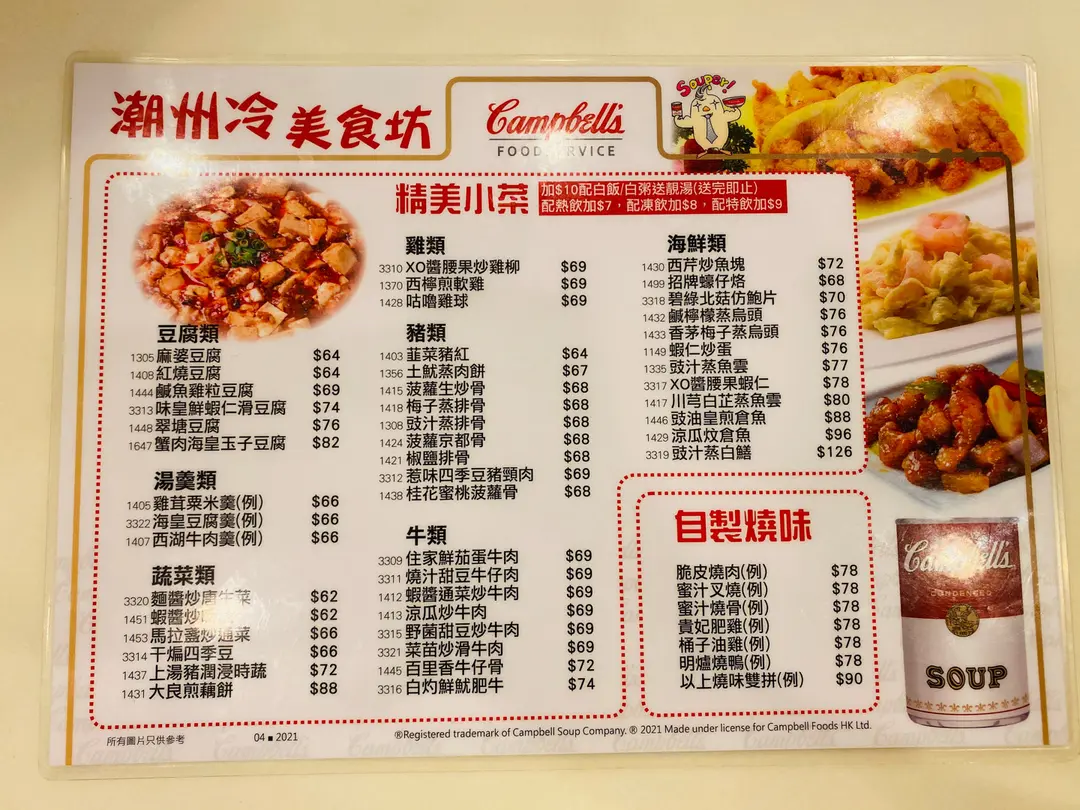 潮州冷美食坊
Campbell's
FOOD SERVICE
Souper!
精美小菜
加$10配白飯/白粥送靚湯(送完即止)
配熱飲加$7，配凍飲加$8，配特飲加$9
豆腐類
1305 麻婆豆腐 $64
1408 紅燒豆腐 $64
1444 鹹魚雞粒豆腐 $69
3313 味皇鮮蝦仁滑豆腐 $74
1448 翠塘豆腐 $76
1647 蟹肉海皇玉子豆腐 $82
湯羹類
1405 雞茸粟米羹(例) $66
3322 海皇豆腐羹(例) $66
1407 西湖牛肉羹(例) $66
蔬菜類
3320 麵醬炒唐生菜 $62
1451 蝦醬炒 $62
1453 馬拉盞炒通菜 $66
3314 干煸四季豆 $66
1437 上湯豬潤浸時蔬 $72
1431 大良煎藕餅 $88
雞類
3310 XO醬腰果炒雞柳 $69
1370 西檸煎軟雞 $69
1428 咕嚕雞球 $69
豬類
1403 韮菜豬紅 $64
1356 土魷蒸肉餅 $67
1415 菠蘿生炒骨 $68
1418 梅子蒸排骨 $68
1308 豉汁蒸排骨 $68
1424 菠蘿京都骨 $68
1421 椒鹽排骨 $68
3312 惹味四季豆豬頸肉 $69
1438 桂花蜜桃菠蘿骨 $68
牛類
3309 住家鮮茄蛋牛肉 $69
3311 燒汁甜豆牛仔肉 $69
1412 蝦醬通菜炒牛肉 $69
1413 涼瓜炒牛肉 $69
3315 野菌甜豆炒牛肉 $69
3321 菜苗炒滑牛肉 $69
1445 百里香牛仔骨 $72
3316 白灼鮮魷肥牛 $74
海鮮類
1430 西芹炒魚塊 $72
1499 招牌蠔仔烙 $68
3318 碧綠北菇仿鮑片 $70
1432 鹹檸檬蒸烏頭 $76
1433 香茅梅子蒸烏頭 $76
1149 蝦仁炒蛋 $76
1335 豉汁蒸魚雲 $77
3317 XO醬腰果蝦仁 $78
1417 川芎白芷蒸魚雲 $80
1446 豉油皇煎倉魚 $88
1429 涼瓜炆倉魚 $96
3319 豉汁蒸白鱔 $126
自製燒味
脆皮燒肉(例) $78
蜜汁叉燒(例) $78
蜜汁燒骨(例) $78
貴妃肥雞(例) $78
桶子油雞(例) $78
明爐燒鴨(例) $78
以上燒味雙拼(例) $90
Campbell's
CONDENSED
SOUP
所有圖片只供參考
04 ■ 2021
®Registered trademark of Campbell Soup Company. ® 2021 Made under license for Campbell Foods HK Ltd.